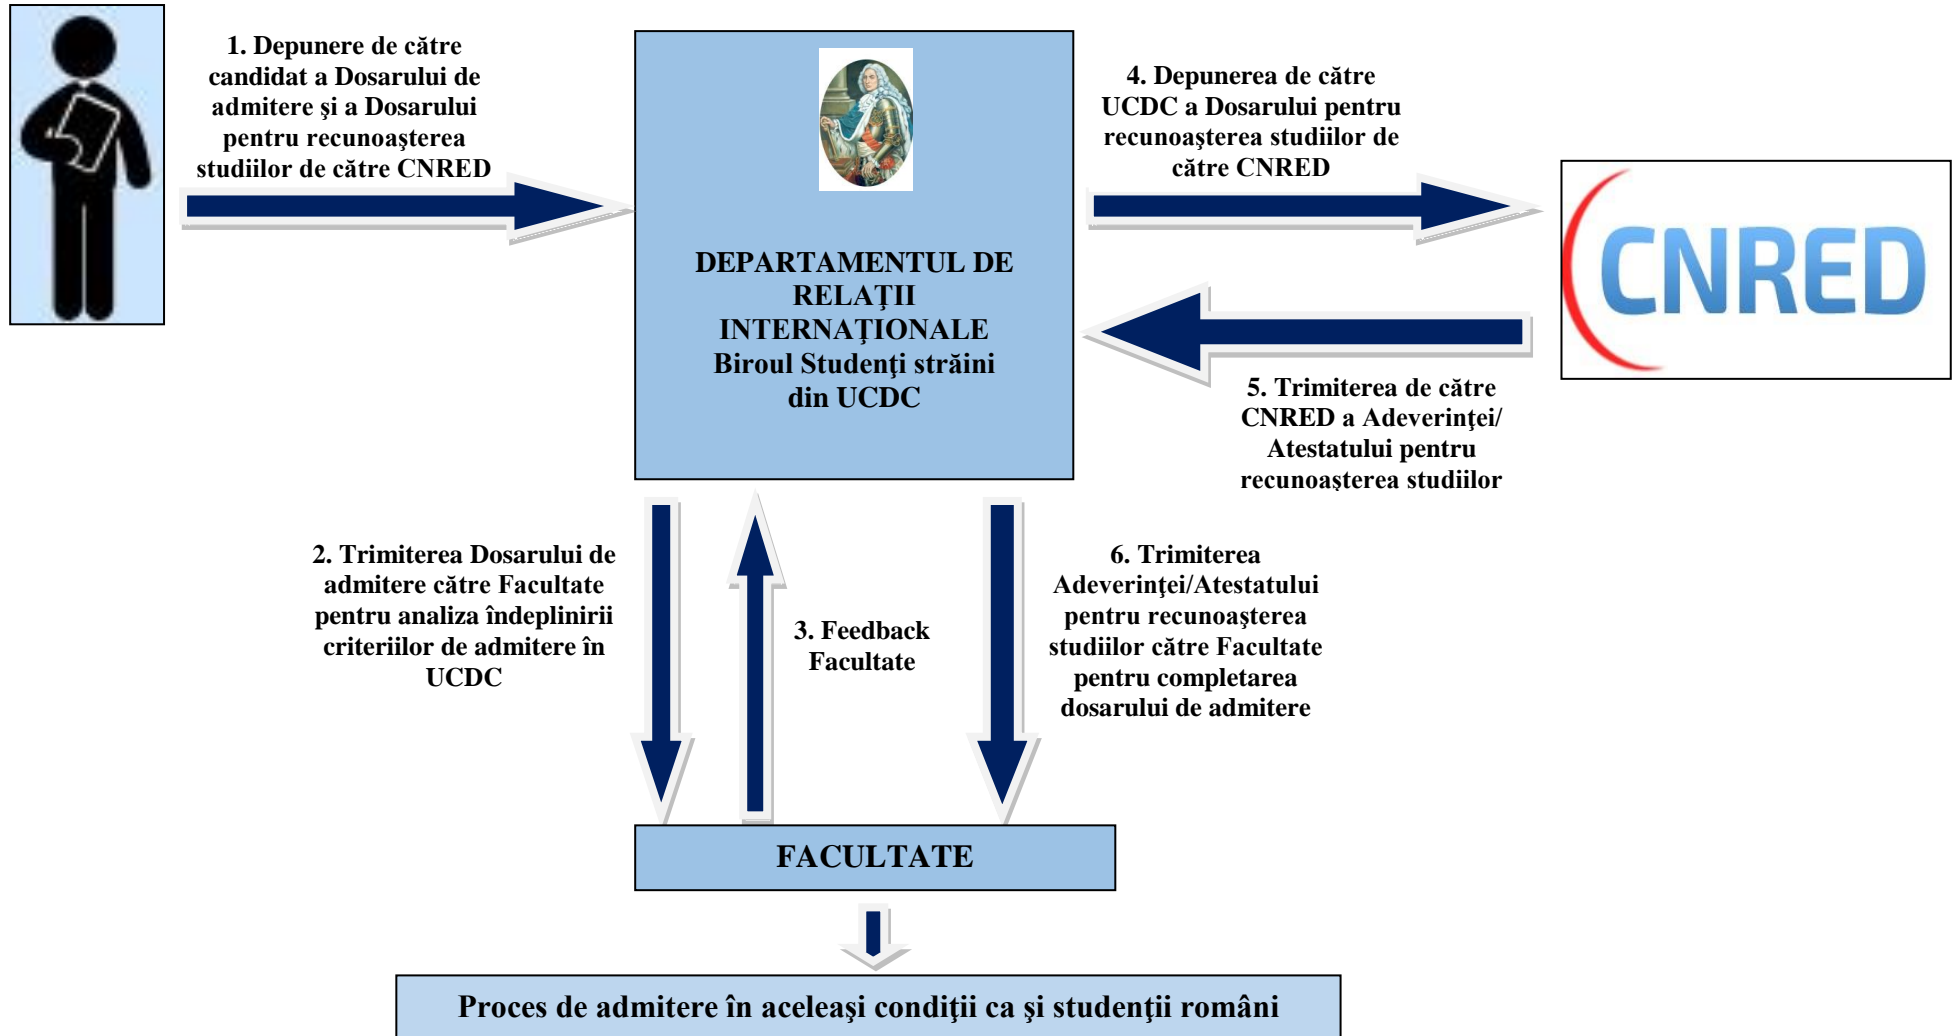 1. Depunere de către
candidat a Dosarului de
admitere şi a Dosarului
pentru recunoaşterea
studiilor de către CNRED
DEPARTAMENTUL DE
RELAŢII
INTERNAŢIONALE
Biroul Studenţi străini
din UCDC
4. Depunerea de către
UCDC a Dosarului pentru
recunoaşterea studiilor de
către CNRED
CNRED
5. Trimiterea de către
CNRED a Adeverinţei/
Atestatului pentru
recunoaşterea studiilor
2. Trimiterea Dosarului de
admitere către Facultate
pentru analiza îndeplinirii
criteriilor de admitere în
UCDC
3. Feedback
Facultate
6. Trimiterea
Adeverinţei/Atestatului
pentru recunoaşterea
studiilor către Facultate
pentru completarea
dosarului de admitere
FACULTATE
Proces de admitere în aceleaşi condiţii ca şi studenţii români